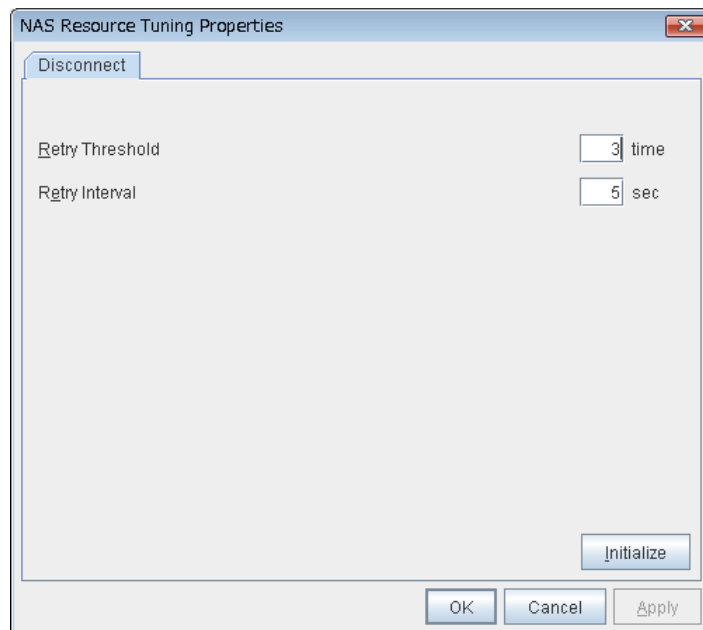 NAS Resource Tuning Properties
Disconnect
Retry Threshold 3 time
Retry Interval 5 sec
Initialize
OK Cancel Apply